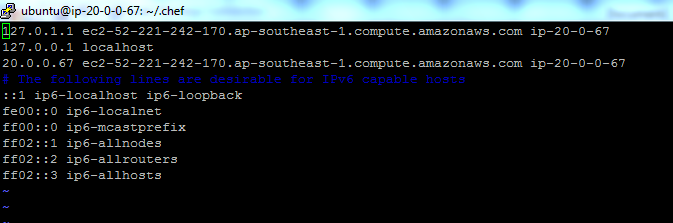 ubuntu@ip-20-0-0-67: ~/.chef
127.0.1.1 ec2-52-221-242-170.ap-southeast-1.compute.amazonaws.com ip-20-0-0-67
127.0.0.1 localhost
20.0.0.67 ec2-52-221-242-170.ap-southeast-1.compute.amazonaws.com ip-20-0-0-67
# The following lines are desirable for IPv6 capable hosts
::1 ip6-localhost ip6-loopback
fe00::0 ip6-localnet
ff00::0 ip6-mcastprefix
ff02::1 ip6-allnodes
ff02::2 ip6-allrouters
ff02::3 ip6-allhosts
~
~
~